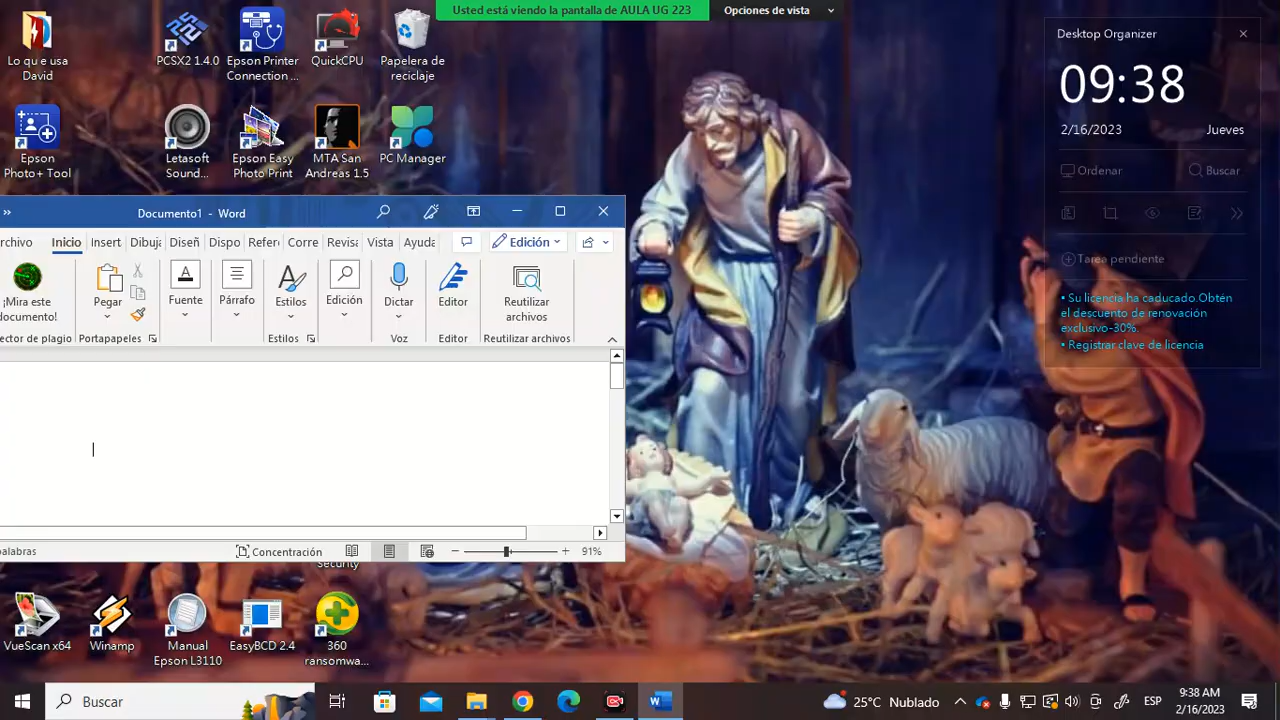 Usted está viendo la pantalla de AULA UG 223
Opciones de vista
Lo que usa
David
PCSX2 1.4.0
Epson Printer
Connection ...
QuickCPU
Papelera de
reciclaje
Epson
Photo+ Tool
Letasoft
Sound...
Epson Easy
Photo Print
MTA San
Andreas 1.5
PC Manager
Desktop Organizer
09:38
2/16/2023
Jueves
Ordenar
Buscar
Tarea pendiente
• Su licencia ha caducado.Obtén
el descuento de renovación
exclusivo-30%.
• Registrar clave de licencia
Documento1 - Word
Archivo
Inicio
Insert
Dibuja
Diseñ
Dispo
Refer
Corre
Revisa
Vista
Ayuda
Edición
¡Mira este
documento!
Pegar
Fuente
Párrafo
Estilos
Edición
Dictar
Editor
Reutilizar
archivos
ector de plagio
Portapapeles
Estilos
Voz
Editor
Reutilizar archivos
palabras
Concentración
91%
security
VueScan x64
Winamp
Manual
Epson L3110
EasyBCD 2.4
360
ransomwa...
Buscar
25°C Nublado
ESP
9:38 AM
2/16/2023